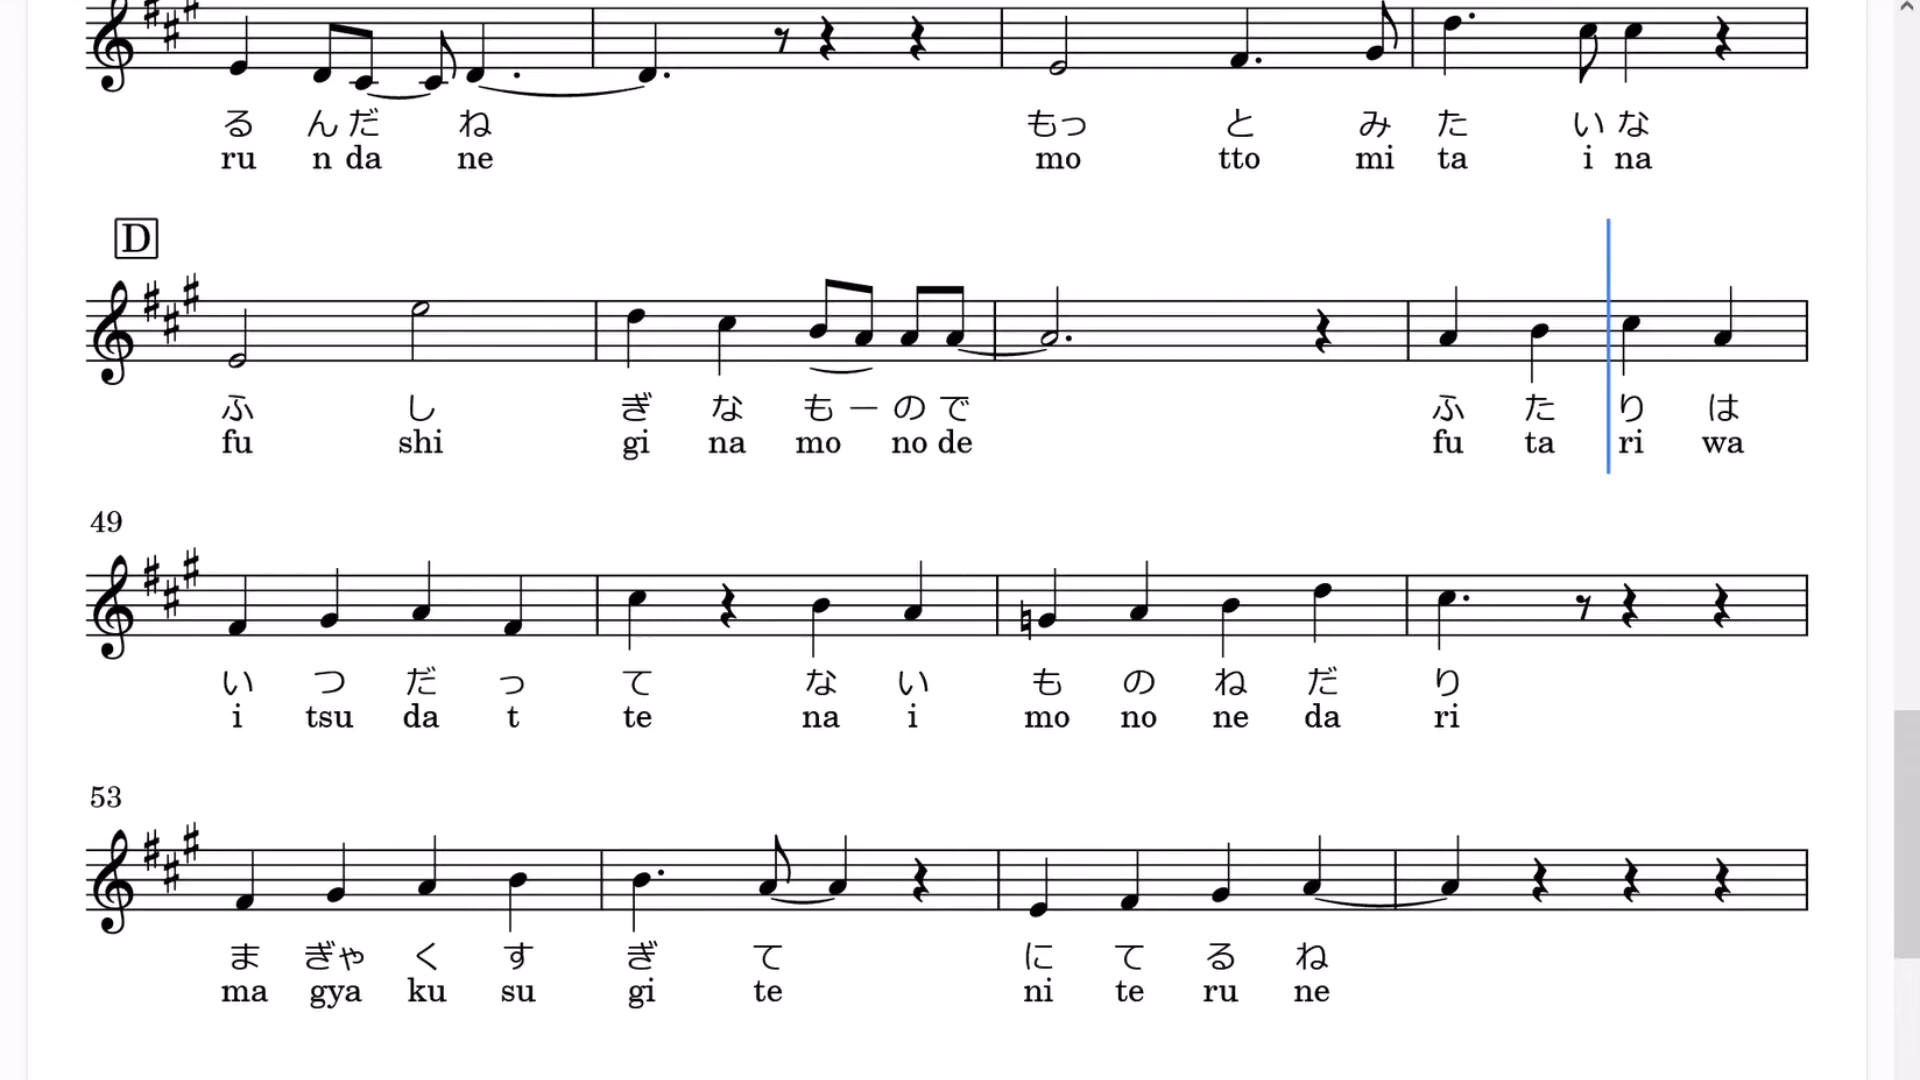 る ん だ ね もっ と み た い な
ru n da ne mo tto mi ta i na
D
ふ し ぎ な も ー の で ふ た り は
fu shi gi na mo no de fu ta ri wa
49
い つ だ っ て な い も の ね だ り
i tsu da t te na i mo no ne da ri
53
ま ぎゃ く す ぎ て に て る ね
ma gya ku su gi te ni te ru ne